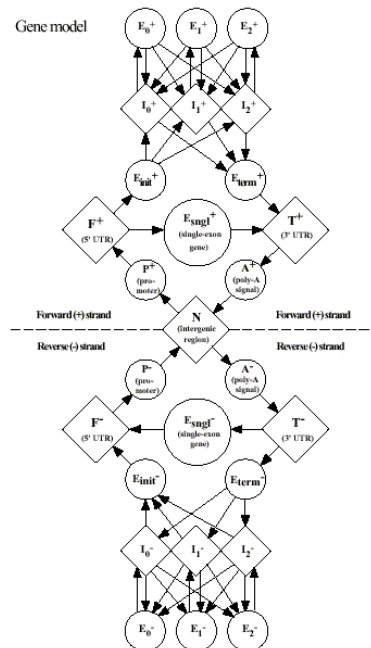 Gene model
E0+ E1+ E2+
I0+ I1+ I2+
Einit+ Eterm+
F+
(5' UTR)
Esngl+
(single-exon
gene)
T+
(3' UTR)
P+
(pro-
moter)
A+
(poly-A
signal)
Forward (+) strand
N
(intergenic
region)
Forward (+) strand
Reverse (-) strand
Reverse (-) strand
P-
(pro-
moter)
A-
(poly-A
signal)
F-
(5' UTR)
Esngl-
(single-exon
gene)
T-
(3' UTR)
Einit- Eterm-
I0- I1- I2-
E0- E1- E2-